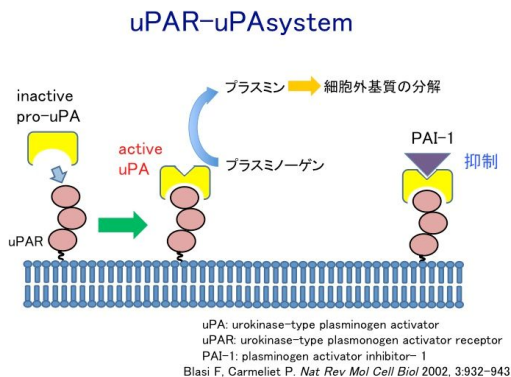 uPAR-uPAsystem
プラスミン
細胞外基質の分解
inactive
pro-uPA
active
uPA
プラスミノーゲン
PAI-1
抑制
uPAR
uPA: urokinase-type plasminogen activator
uPAR: urokinase-type plasmonogen activator receptor
PAI-1: plasminogen activator inhibitor- 1
Blasi F, Carmeliet P. Nat Rev Mol Cell Biol 2002, 3:932-943